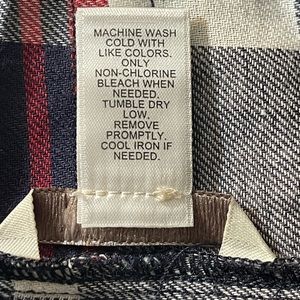 MACHINE WASH
COLD WITH
LIKE COLORS.
ONLY
NON-CHLORINE
BLEACH WHEN
NEEDED.
TUMBLE DRY
LOW.
REMOVE
PROMPTLY.
COOL IRON IF
NEEDED.